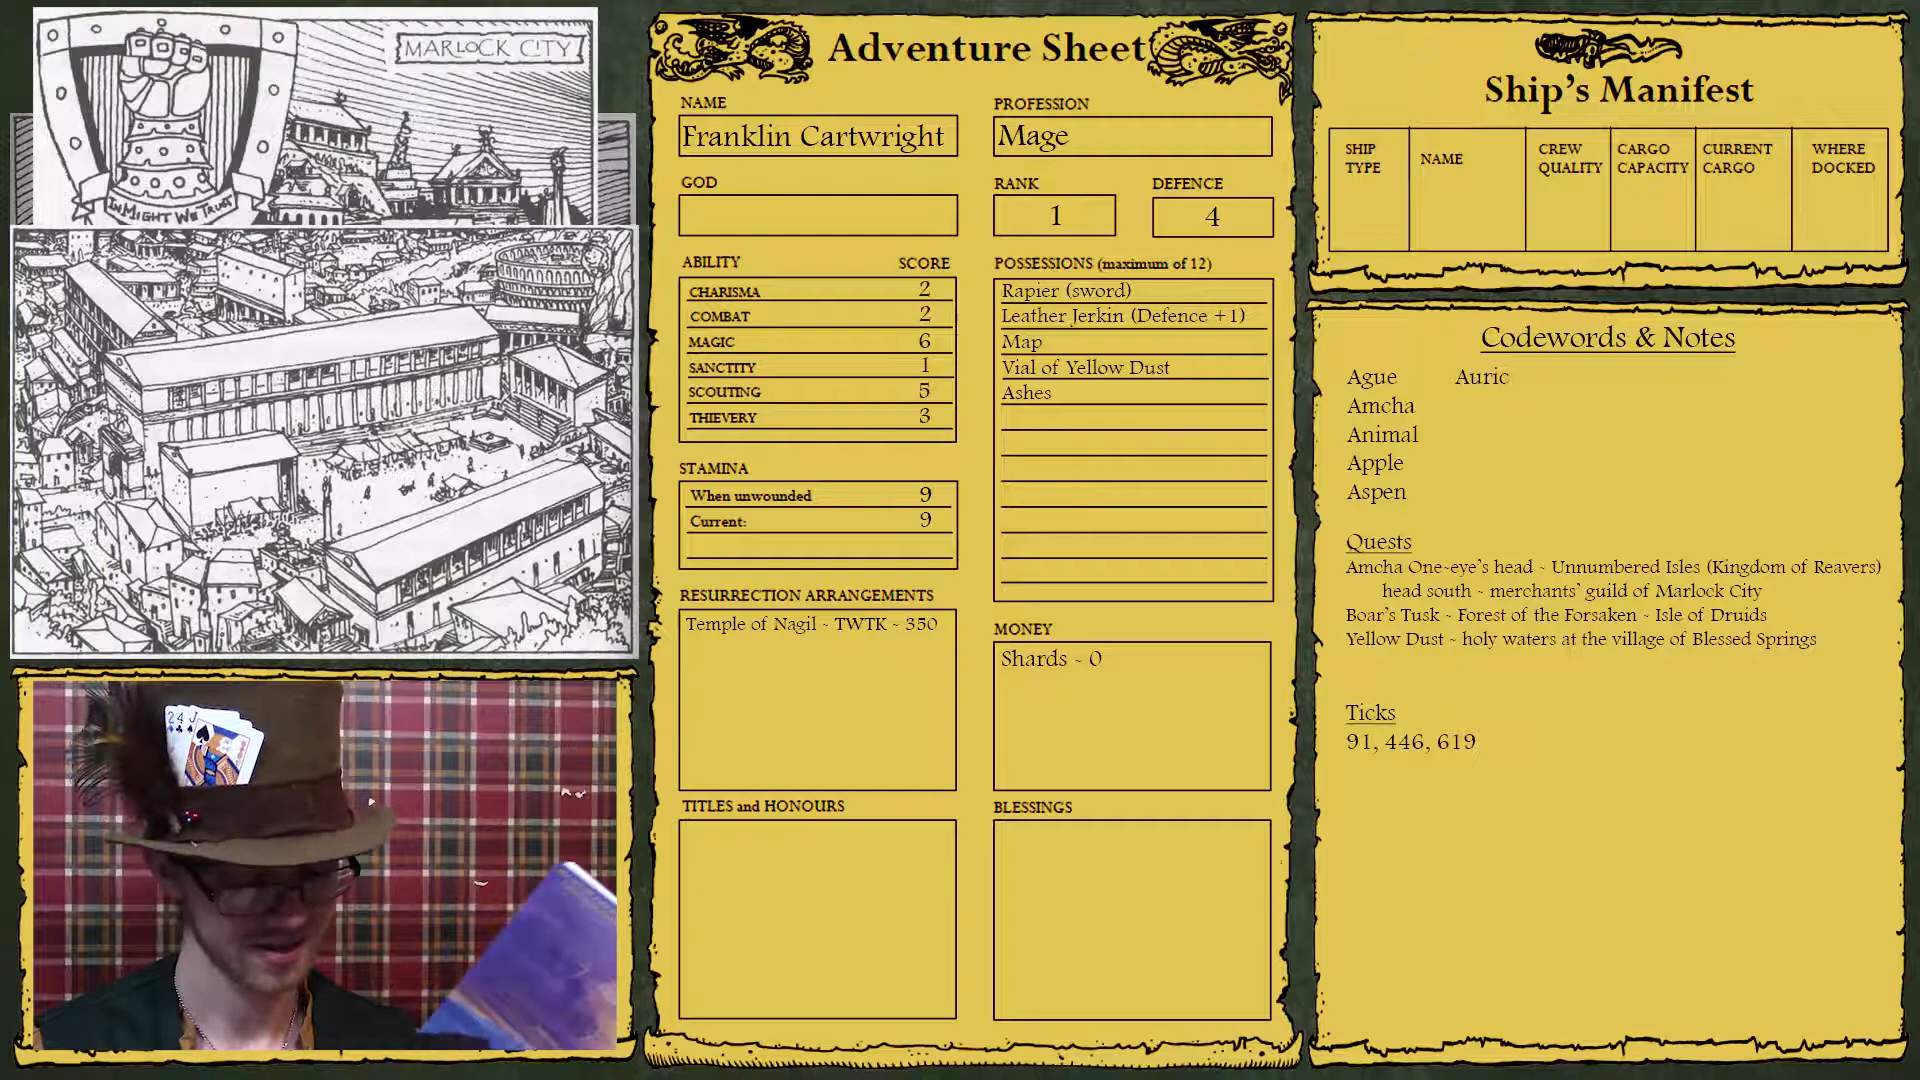 MARLOCK CITY
IN MIGHT WE TRUST
2 4 J
Adventure Sheet
NAME
Franklin Cartwright
PROFESSION
Mage
GOD
RANK
1
DEFENCE
4
ABILITY SCORE
CHARISMA 2
COMBAT 2
MAGIC 6
SANCTITY 1
SCOUTING 5
THIEVERY 3
STAMINA
When unwounded 9
Current: 9
RESURRECTION ARRANGEMENTS
Temple of Nagil - TWTK - 350
TITLES and HONOURS
POSSESSIONS (maximum of 12)
Rapier (sword)
Leather Jerkin (Defence +1)
Map
Vial of Yellow Dust
Ashes
MONEY
Shards - 0
BLESSINGS
Ship's Manifest
SHIP
TYPE
NAME
CREW
QUALITY
CARGO
CAPACITY
CURRENT
CARGO
WHERE
DOCKED
Codewords & Notes
Ague Auric
Amcha
Animal
Apple
Aspen
Quests
Amcha One-eye's head - Unnumbered Isles (Kingdom of Reavers)
head south - merchants' guild of Marlock City
Boar's Tusk - Forest of the Forsaken - Isle of Druids
Yellow Dust - holy waters at the village of Blessed Springs
Ticks
91, 446, 619